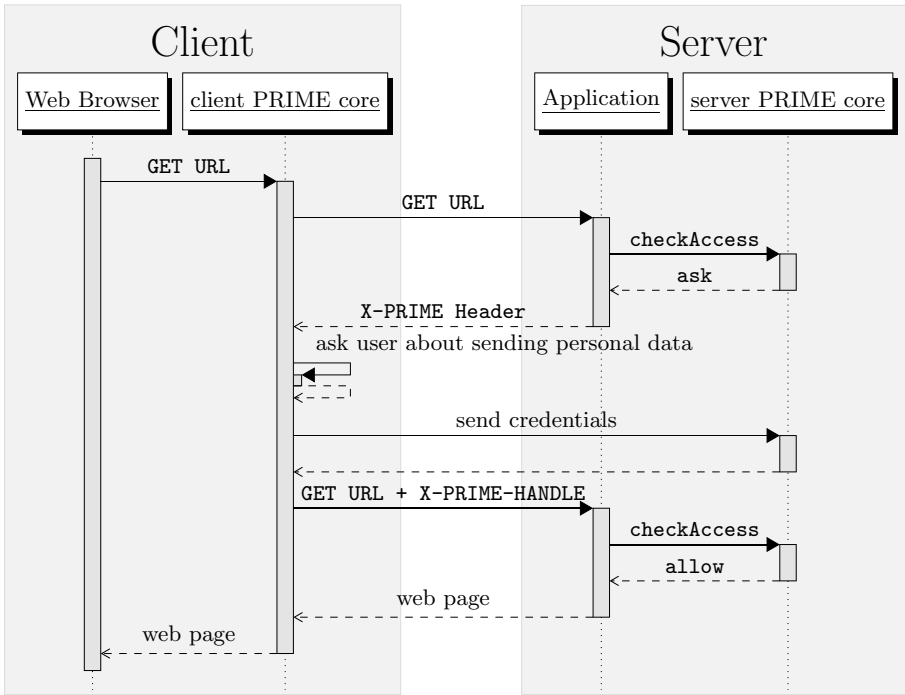 Client
Server
Web Browser
client PRIME core
Application
server PRIME core
GET URL
GET URL
checkAccess
ask
X-PRIME Header
ask user about sending personal data
send credentials
GET URL + X-PRIME-HANDLE
checkAccess
allow
web page
web page